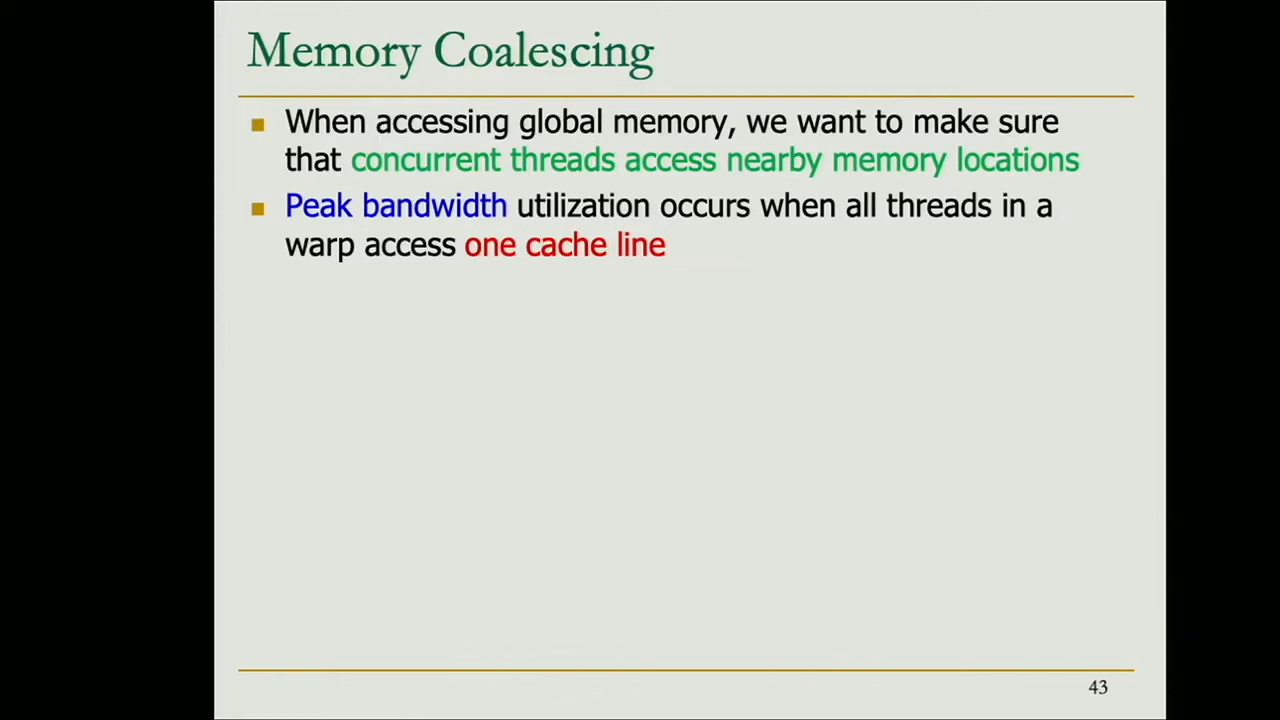 Memory Coalescing
When accessing global memory, we want to make sure
that concurrent threads access nearby memory locations
Peak bandwidth utilization occurs when all threads in a
warp access one cache line
43